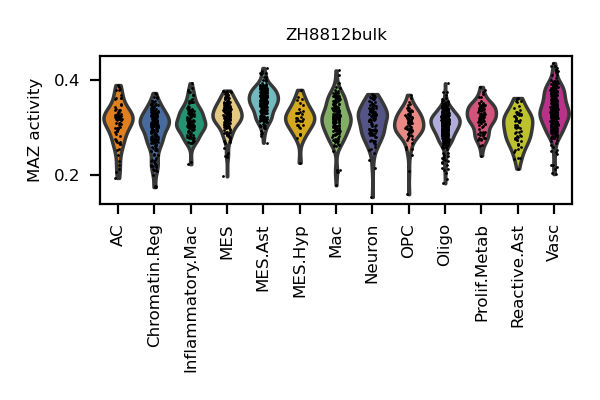 ZH8812bulk
MAZ activity
0.4
0.2
AC
Chromatin.Reg
Inflammatory.Mac
MES
MES.Ast
MES.Hyp
Mac
Neuron
OPC
Oligo
Prolif.Metab
Reactive.Ast
Vasc